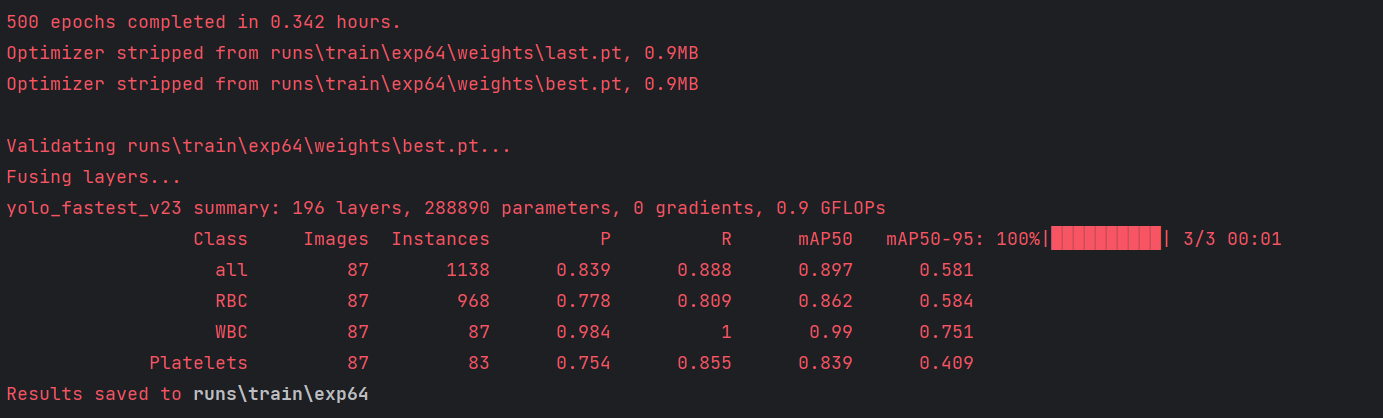 500 epochs completed in 0.342 hours.
Optimizer stripped from runs\train\exp64\weights\last.pt, 0.9MB
Optimizer stripped from runs\train\exp64\weights\best.pt, 0.9MB
Validating runs\train\exp64\weights\best.pt...
Fusing layers...
yolo_fastest_v23 summary: 196 layers, 288890 parameters, 0 gradients, 0.9 GFLOPs
Class Images Instances P R mAP50 mAP50-95: 100%|██████████| 3/3 00:01
all 87 1138 0.839 0.888 0.897 0.581
RBC 87 968 0.778 0.809 0.862 0.584
WBC 87 87 0.984 1 0.99 0.751
Platelets 87 83 0.754 0.855 0.839 0.409
Results saved to runs\train\exp64